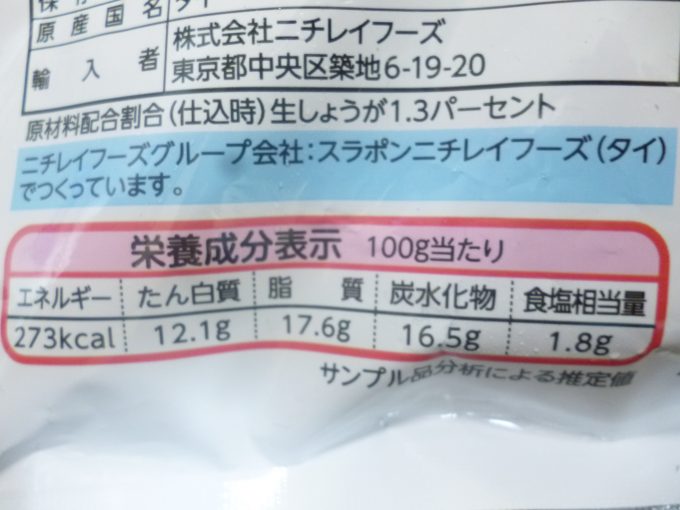 原産国名 タイ
輸入者 株式会社ニチレイフーズ
東京都中央区築地6-19-20
原材料配合割合(仕込時)生しょうが1.3パーセント
ニチレイフーズグループ会社:スラポンニチレイフーズ(タイ)
でつくっています。
栄養成分表示 100g当たり
エネルギー たん白質 脂質 炭水化物 食塩相当量
273kcal 12.1g 17.6g 16.5g 1.8g
サンプル品分析による推定値